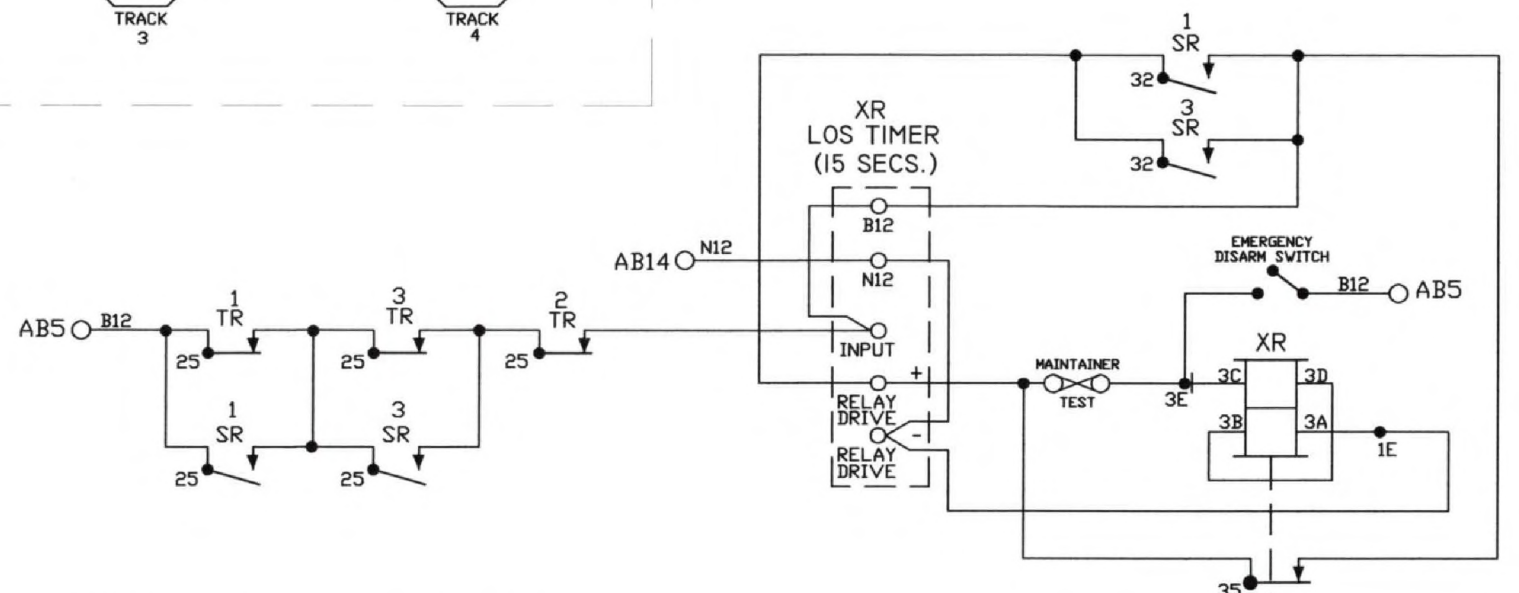 TRACK
3
TRACK
4
1
SR
32
3
SR
32
XR
LOS TIMER
(15 SECS.)
B12
AB14 N12
N12
EMERGENCY
DISARM SWITCH
B12 AB5
AB5 B12
1
TR
25
3
TR
25
2
TR
25
INPUT
1
SR
25
3
SR
25
+
RELAY
DRIVE
-
RELAY
DRIVE
MAINTAINER
TEST
3E
XR
3C 3D
3B 3A
1E
35